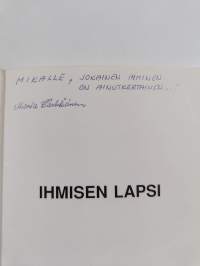 MIKALLE, JOKAINEN IHMINEN
ON AINUTKERTAINEN...
IHMISEN LAPSI